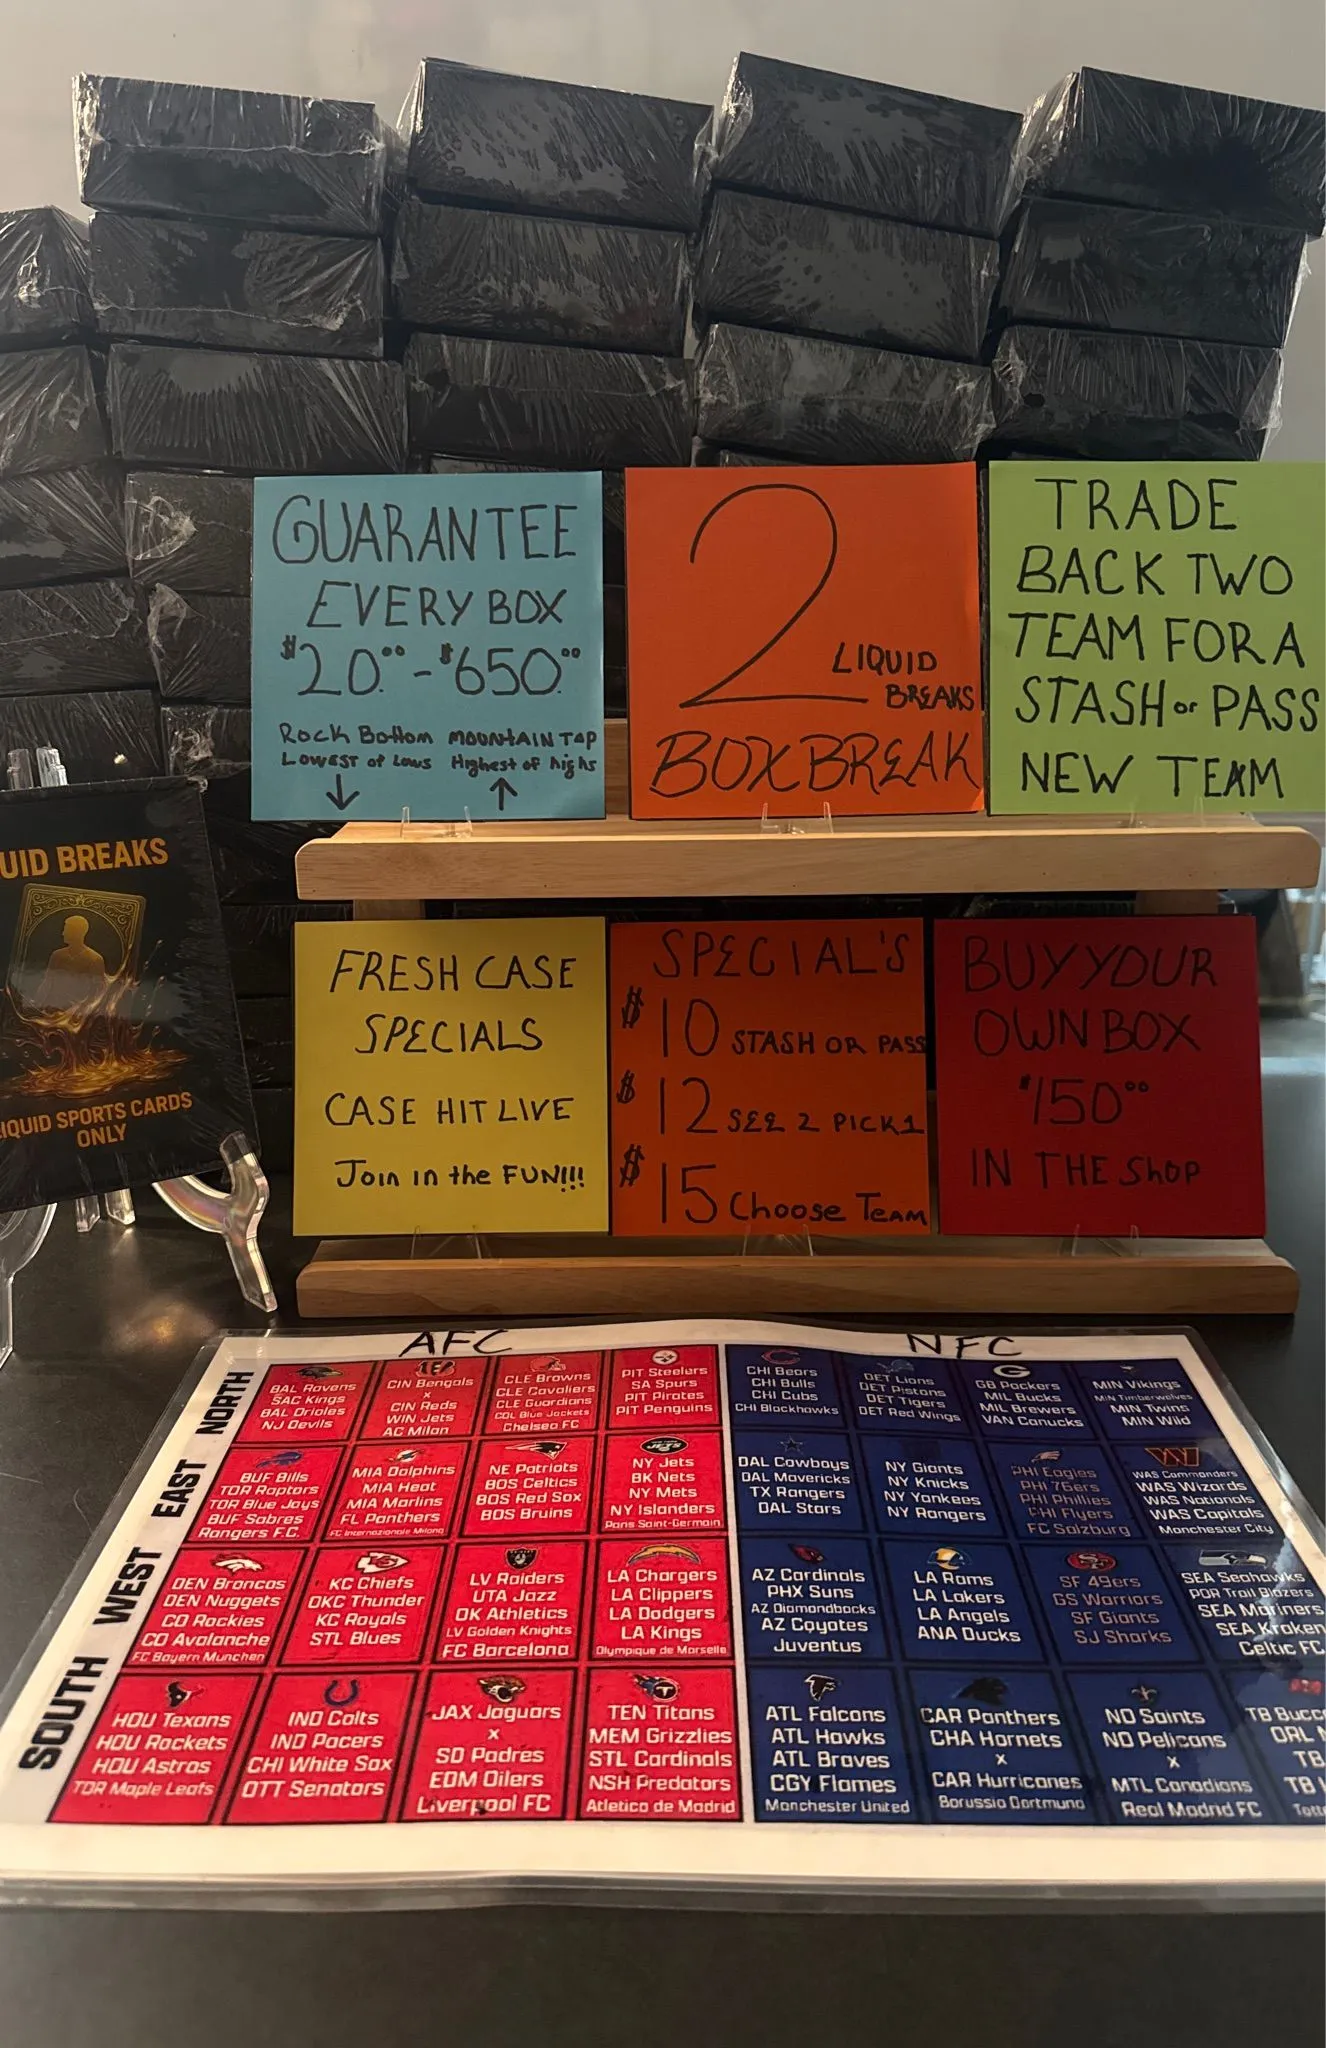 GUARANTEE
EVERY BOX
$20.00 - $650.00
Rock Bottom MOUNTAIN TOP
LOWEST of Lows Highest of highs
2
LIQUID
BREAKS
BOX BREAK
TRADE
BACK TWO
TEAM FOR A
STASH or PASS
NEW TEAM
UID BREAKS
IQUID SPORTS CARDS
ONLY
FRESH CASE
SPECIALS
CASE HIT LIVE
Join in the FUN!!!
SPECIAL'S
$10 STASH OR PASS
$12 SEE 2 PICK 1
$15 Choose Team
BUY YOUR
OWN BOX
$150.00
IN THE SHOP
AFC
NFC
NORTH
BAL Ravens
SAC Kings
BAL Orioles
NJ Devils
CIN Bengals
x
CIN Reds
WIN Jets
AC Milan
CLE Browns
CLE Cavaliers
CLE Guardians
COL Blue Jackets
Chelsea FC
PIT Steelers
SA Spurs
PIT Pirates
PIT Penguins
CHI Bears
CHI Bulls
CHI Cubs
CHI Blackhawks
DET Lions
DET Pistons
DET Tigers
DET Red Wings
GB Packers
MIL Bucks
MIL Brewers
VAN Canucks
MIN Vikings
MIN Timberwolves
MIN Twins
MIN Wild
EAST
BUF Bills
TOR Raptors
TOR Blue Jays
BUF Sabres
Rangers F.C.
MIA Dolphins
MIA Heat
MIA Marlins
FL Panthers
FC Internazionale Milano
NE Patriots
BOS Celtics
BOS Red Sox
BOS Bruins
JETS
NY Jets
BK Nets
NY Mets
NY Islanders
Paris Saint-Germain
DAL Cowboys
DAL Mavericks
TX Rangers
DAL Stars
NY Giants
NY Knicks
NY Yankees
NY Rangers
PHI Eagles
PHI 76ers
PHI Phillies
PHI Flyers
FC Salzburg
WAS Commanders
WAS Wizards
WAS Nationals
WAS Capitals
Manchester City
WEST
DEN Broncos
DEN Nuggets
CO Rockies
CO Avalanche
FC Bayern Munchen
KC Chiefs
OKC Thunder
KC Royals
STL Blues
LV Raiders
UTA Jazz
OK Athletics
LV Golden Knights
FC Barcelona
LA Chargers
LA Clippers
LA Dodgers
LA Kings
Olympique de Marseille
AZ Cardinals
PHX Suns
AZ Diamondbacks
AZ Coyotes
Juventus
LA Rams
LA Lakers
LA Angels
ANA Ducks
SF 49ers
GS Warriors
SF Giants
SJ Sharks
SEA Seahawks
POR Trail Blazers
SEA Mariners
SEA Kraken
Celtic FC
SOUTH
HOU Texans
HOU Rockets
HOU Astros
TOR Maple Leafs
IND Colts
IND Pacers
CHI White Sox
OTT Senators
JAX Jaguars
x
SD Padres
EDM Oilers
Liverpool FC
TEN Titans
MEM Grizzlies
STL Cardinals
NSH Predators
Atletico de Madrid
ATL Falcons
ATL Hawks
ATL Braves
CGY Flames
Manchester United
CAR Panthers
CHA Hornets
x
CAR Hurricanes
Borussia Dortmund
NO Saints
NO Pelicans
x
MTL Canadians
Real Madrid FC
TB Bucc
ORL
TB
TB
Totte